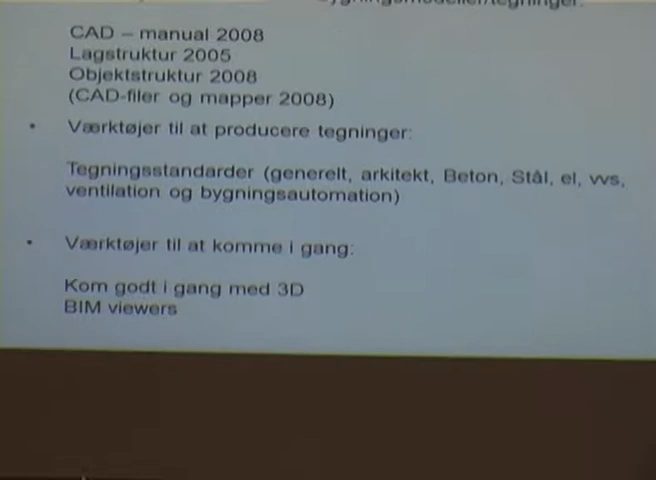 CAD – manual 2008
Lagstruktur 2005
Objektstruktur 2008
(CAD-filer og mapper 2008)
• Værktøjer til at producere tegninger:
Tegningsstandarder (generelt, arkitekt, Beton, Stål, el, vvs,
ventilation og bygningsautomation)
• Værktøjer til at komme i gang:
Kom godt i gang med 3D
BIM viewers